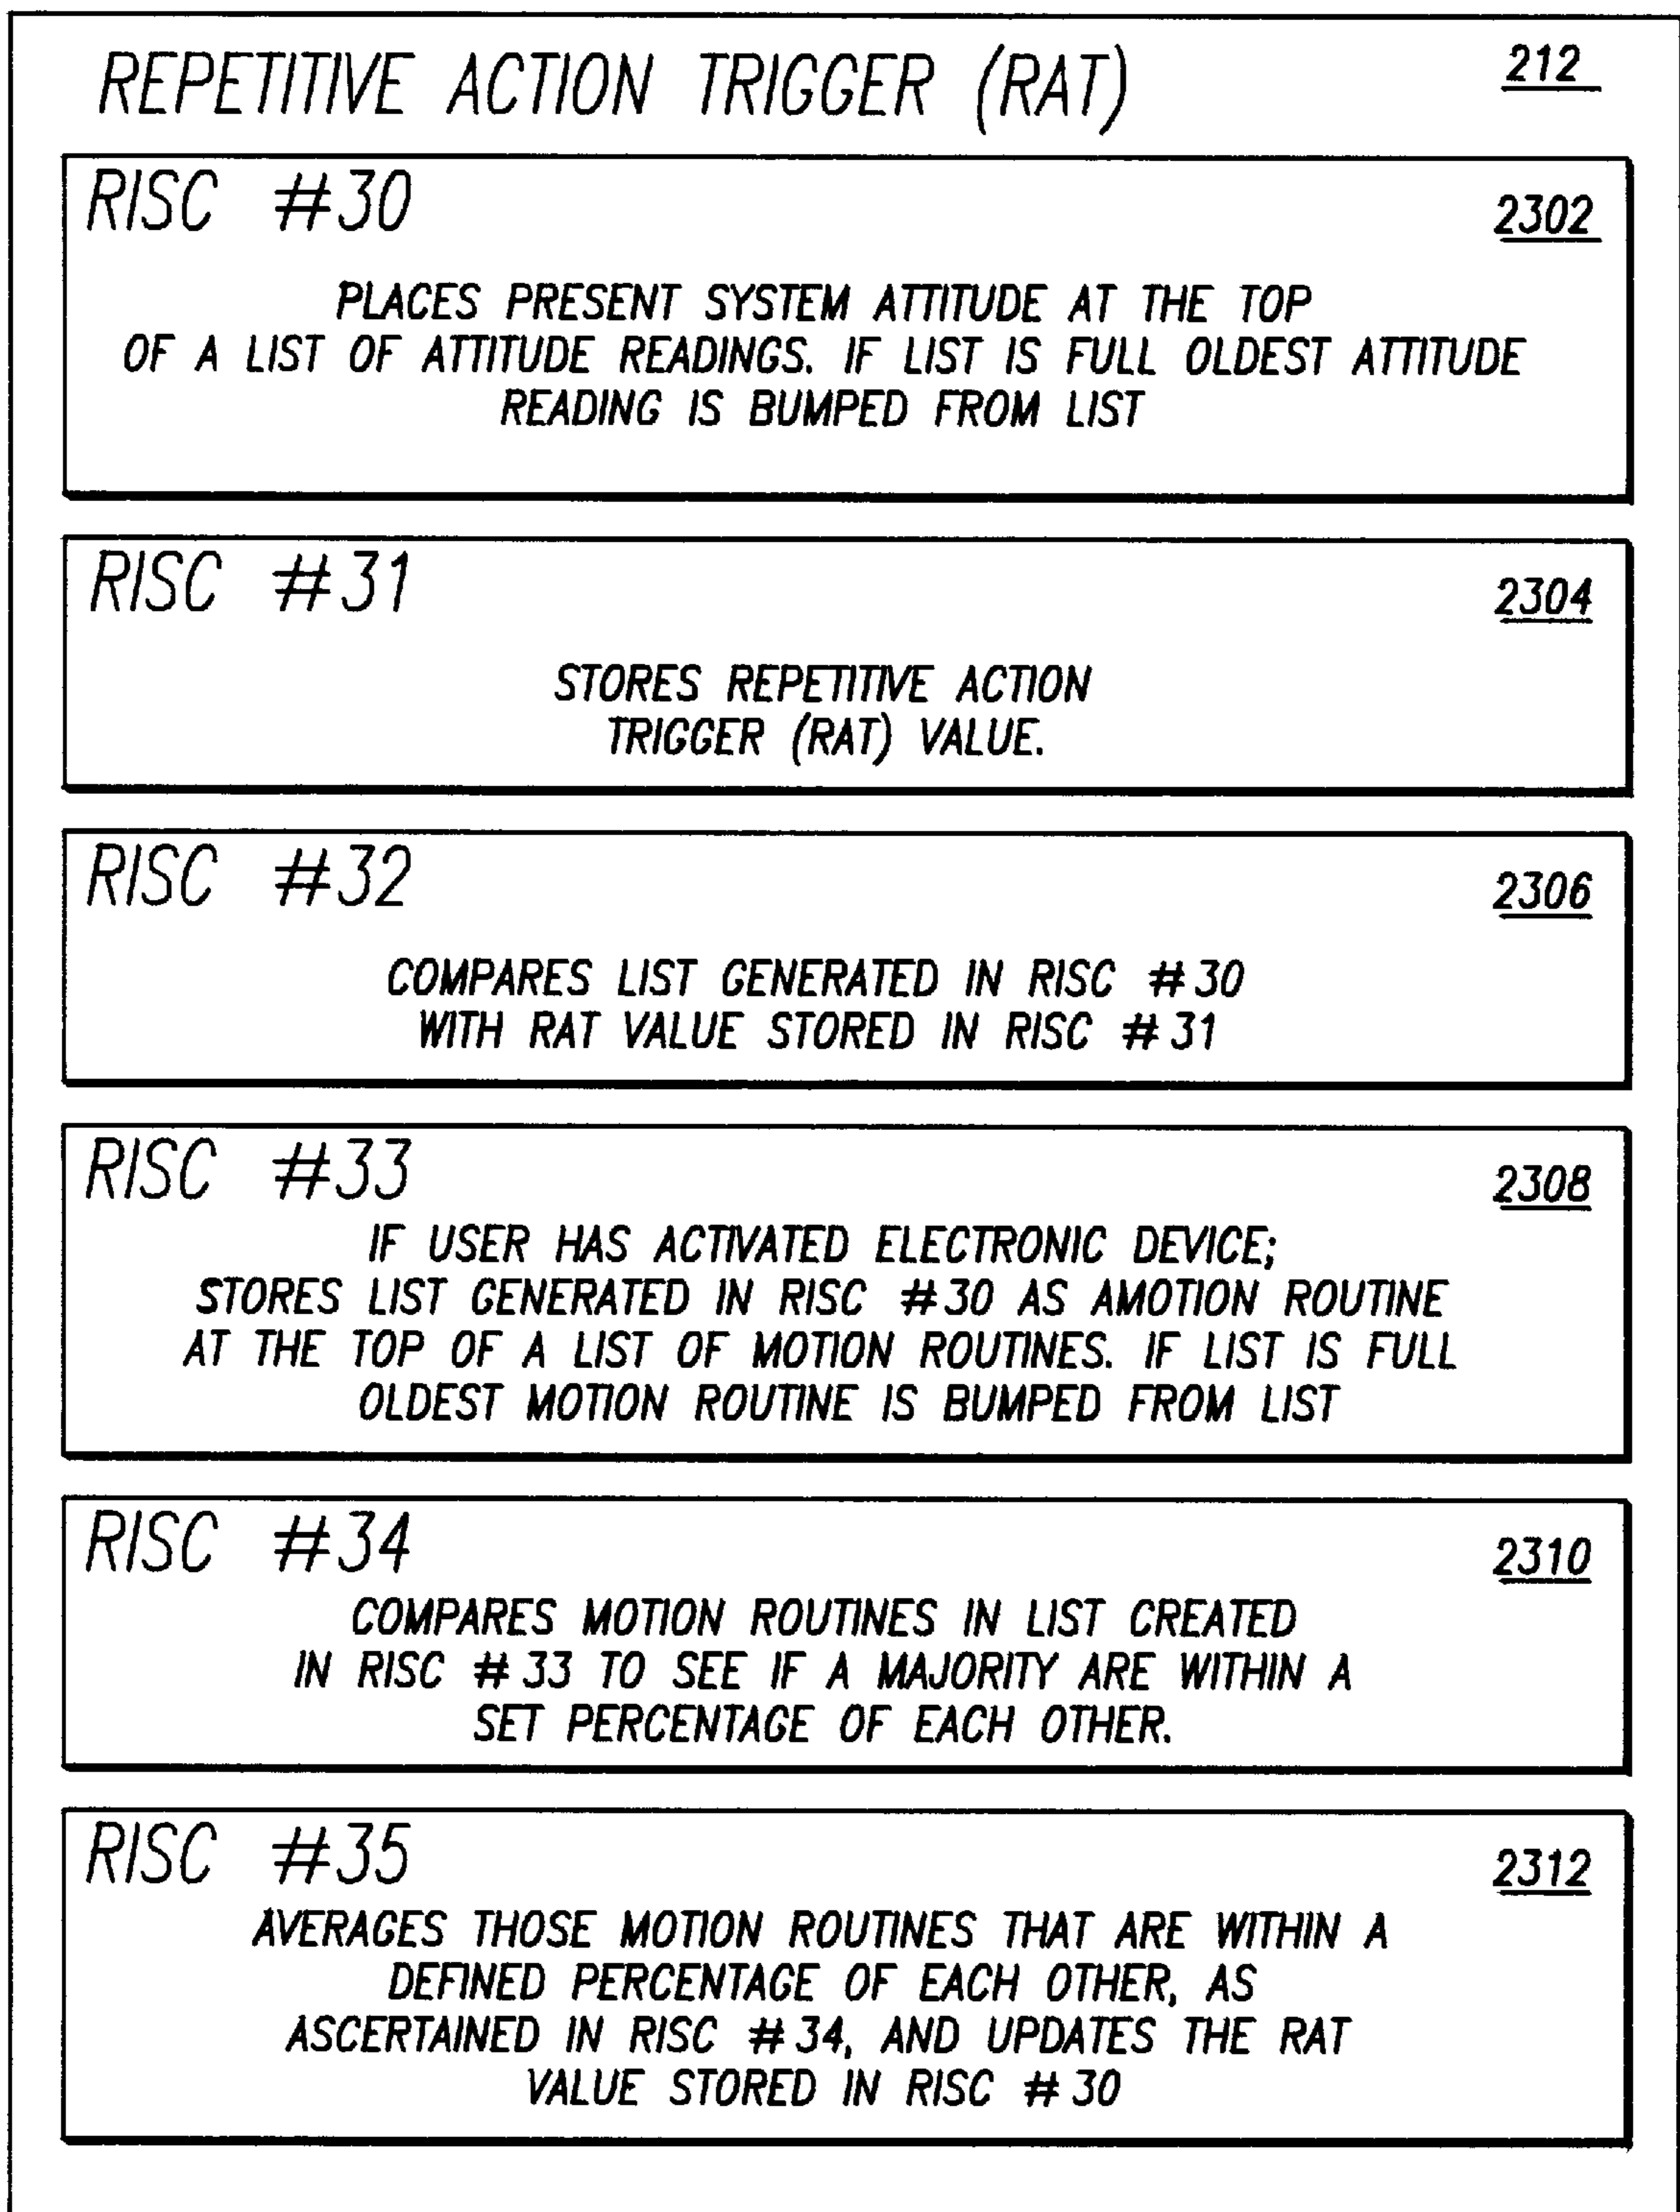 REPETITIVE ACTION TRIGGER (RAT) 212
RISC #30 2302
PLACES PRESENT SYSTEM ATTITUDE AT THE TOP
OF A LIST OF ATTITUDE READINGS. IF LIST IS FULL OLDEST ATTITUDE
READING IS BUMPED FROM LIST
RISC #31 2304
STORES REPETITIVE ACTION
TRIGGER (RAT) VALUE.
RISC #32 2306
COMPARES LIST GENERATED IN RISC #30
WITH RAT VALUE STORED IN RISC #31
RISC #33 2308
IF USER HAS ACTIVATED ELECTRONIC DEVICE;
STORES LIST GENERATED IN RISC #30 AS AMOTION ROUTINE
AT THE TOP OF A LIST OF MOTION ROUTINES. IF LIST IS FULL
OLDEST MOTION ROUTINE IS BUMPED FROM LIST
RISC #34 2310
COMPARES MOTION ROUTINES IN LIST CREATED
IN RISC #33 TO SEE IF A MAJORITY ARE WITHIN A
SET PERCENTAGE OF EACH OTHER.
RISC #35 2312
AVERAGES THOSE MOTION ROUTINES THAT ARE WITHIN A
DEFINED PERCENTAGE OF EACH OTHER, AS
ASCERTAINED IN RISC #34, AND UPDATES THE RAT
VALUE STORED IN RISC #30